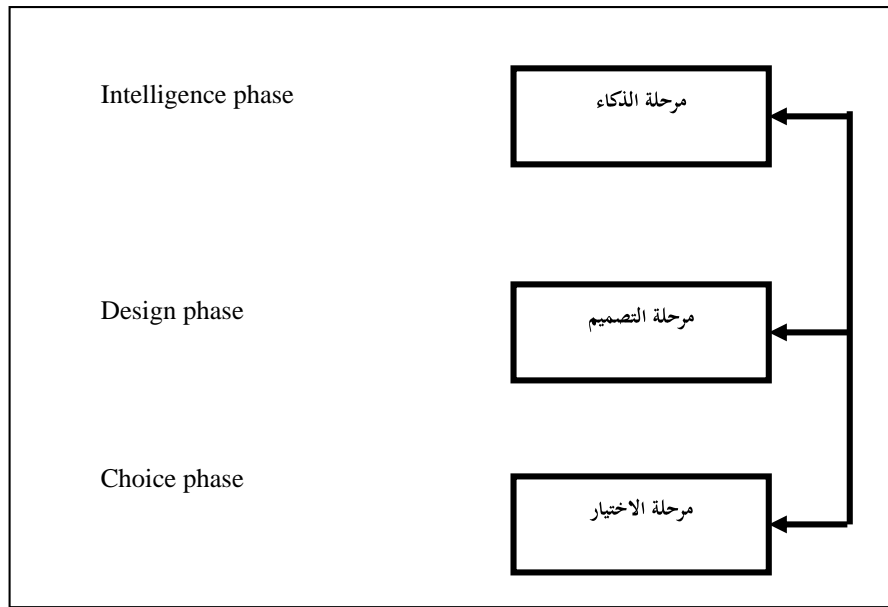 Intelligence phase
مرحلة الذكاء
Design phase
مرحلة التصميم
Choice phase
مرحلة الاختيار